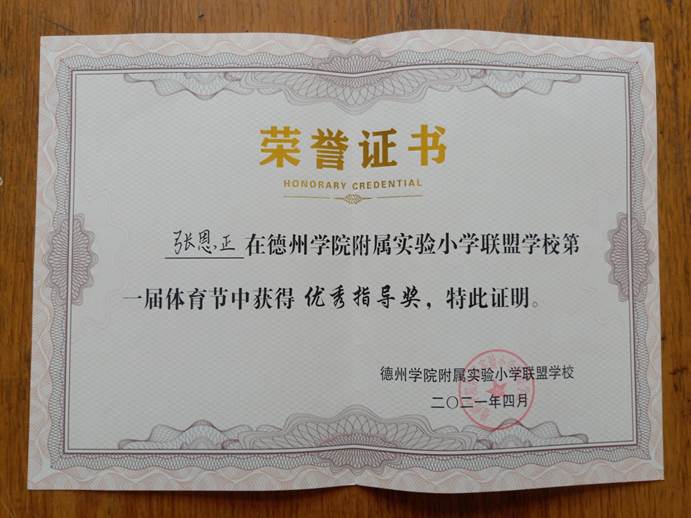 荣誉证书
HONORARY CREDENTIAL
张恩正在德州学院附属实验小学联盟学校第
一届体育节中获得 优秀指导奖，特此证明。
德州学院附属实验小学联盟学校
二〇二一年四月